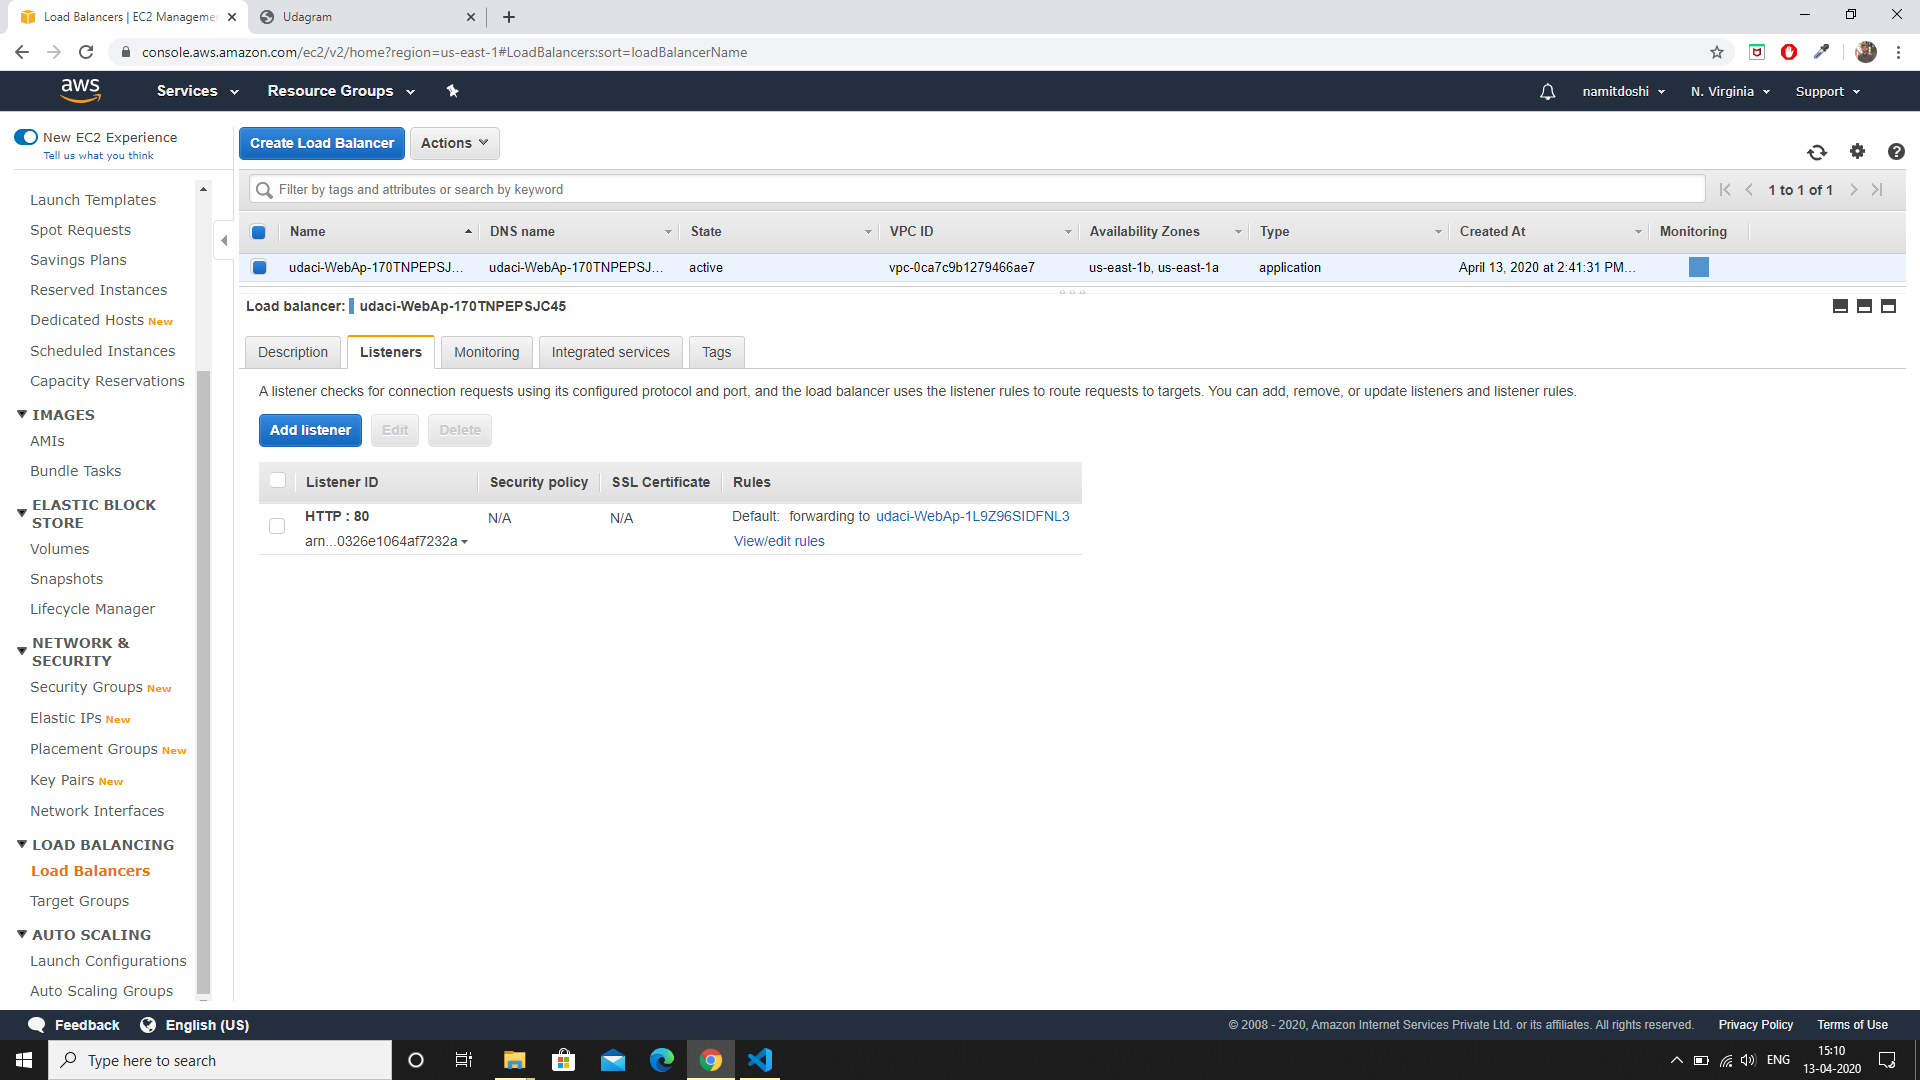 Load Balancers | EC2 Manageme
Udagram
console.aws.amazon.com/ec2/v2/home?region=us-east-1#LoadBalancers:sort=loadBalancerName
aws
Services
Resource Groups
namitdoshi
N. Virginia
Support
New EC2 Experience
Tell us what you think
Launch Templates
Spot Requests
Savings Plans
Reserved Instances
Dedicated Hosts New
Scheduled Instances
Capacity Reservations
IMAGES
AMIs
Bundle Tasks
ELASTIC BLOCK
STORE
Volumes
Snapshots
Lifecycle Manager
NETWORK &
SECURITY
Security Groups New
Elastic IPs New
Placement Groups New
Key Pairs New
Network Interfaces
LOAD BALANCING
Load Balancers
Target Groups
AUTO SCALING
Launch Configurations
Auto Scaling Groups
Create Load Balancer
Actions
Filter by tags and attributes or search by keyword
1 to 1 of 1
Name DNS name State VPC ID Availability Zones Type Created At Monitoring
udaci-WebAp-170TNPEPSJ... udaci-WebAp-170TNPEPSJ... active vpc-0ca7c9b1279466ae7 us-east-1b, us-east-1a application April 13, 2020 at 2:41:31 PM...
Load balancer: udaci-WebAp-170TNPEPSJC45
Description Listeners Monitoring Integrated services Tags
A listener checks for connection requests using its configured protocol and port, and the load balancer uses the listener rules to route requests to targets. You can add, remove, or update listeners and listener rules.
Add listener Edit Delete
Listener ID Security policy SSL Certificate Rules
HTTP : 80 N/A N/A Default: forwarding to udaci-WebAp-1L9Z96SIDFNL3
arn...0326e1064af7232a View/edit rules
Feedback English (US)
© 2008 - 2020, Amazon Internet Services Private Ltd. or its affiliates. All rights reserved. Privacy Policy Terms of Use
Type here to search
ENG
15:10
13-04-2020